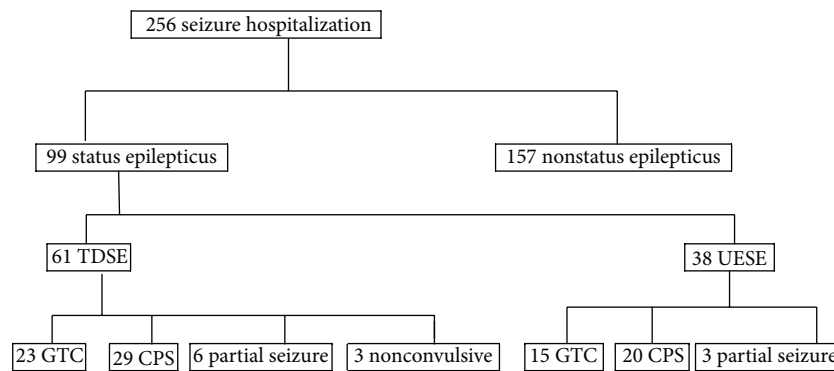 256 seizure hospitalization
99 status epilepticus
157 nonstatus epilepticus
61 TDSE
38 UESE
23 GTC
29 CPS
6 partial seizure
3 nonconvulsive
15 GTC
20 CPS
3 partial seizure